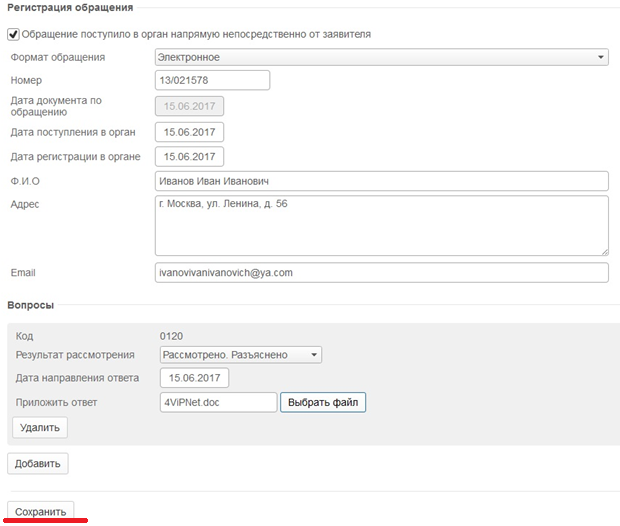 Регистрация обращения
Обращение поступило в орган напрямую непосредственно от заявителя
Формат обращения Электронное
Номер 13/021578
Дата документа по
обращению 15.06.2017
Дата поступления в орган 15.06.2017
Дата регистрации в органе 15.06.2017
Ф.И.О Иванов Иван Иванович
Адрес г. Москва, ул. Ленина, д. 56
Email ivanovivanivanovich@ya.com
Вопросы
Код 0120
Результат рассмотрения Рассмотрено. Разъяснено
Дата направления ответа 15.06.2017
Приложить ответ 4ViPNet.doc Выбрать файл
Удалить
Добавить
Сохранить